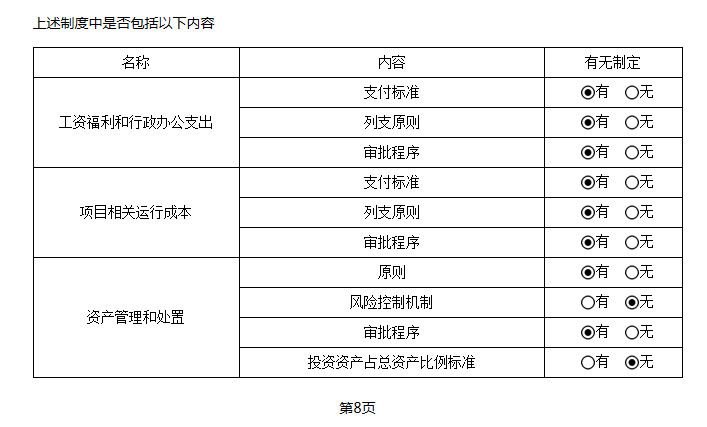 上述制度中是否包括以下内容
名称 内容 有无制定
工资福利和行政办公支出 支付标准 有 无
列支原则 有 无
审批程序 有 无
项目相关运行成本 支付标准 有 无
列支原则 有 无
审批程序 有 无
资产管理和处置 原则 有 无
风险控制机制 有 无
审批程序 有 无
投资资产占总资产比例标准 有 无
第8页